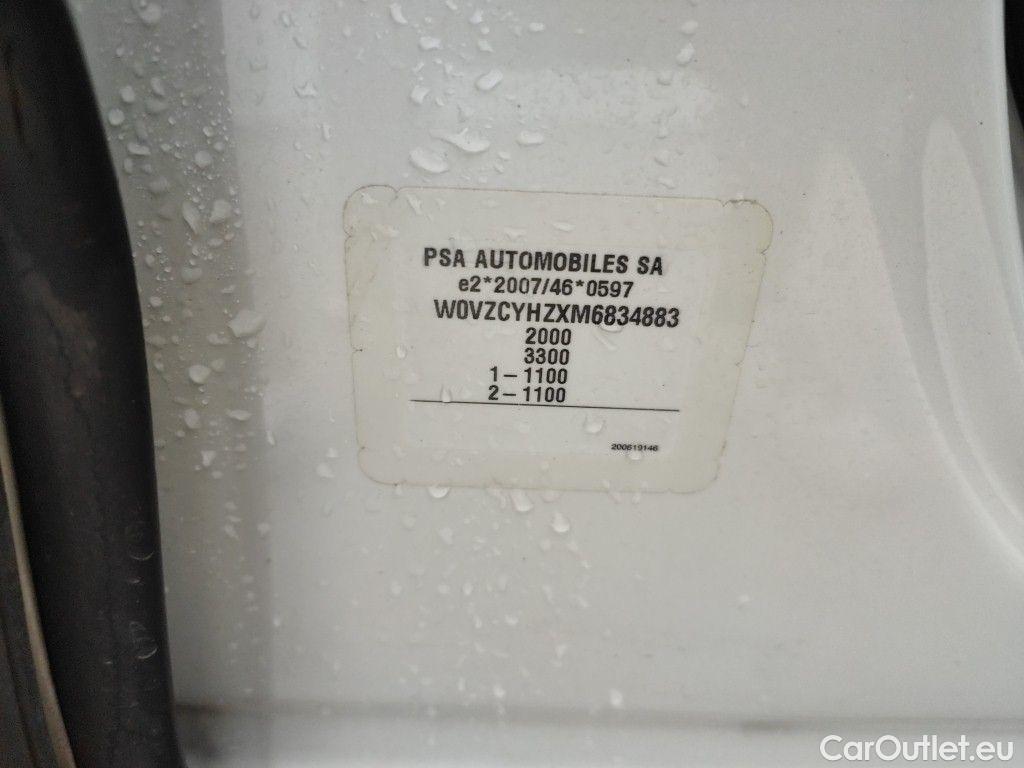 PSA AUTOMOBILES SA
e2*2007/46*0597
W0VZCYHZXM6834883
2000
3300
1-1100
2-1100
200619146
CarOutlet.eu